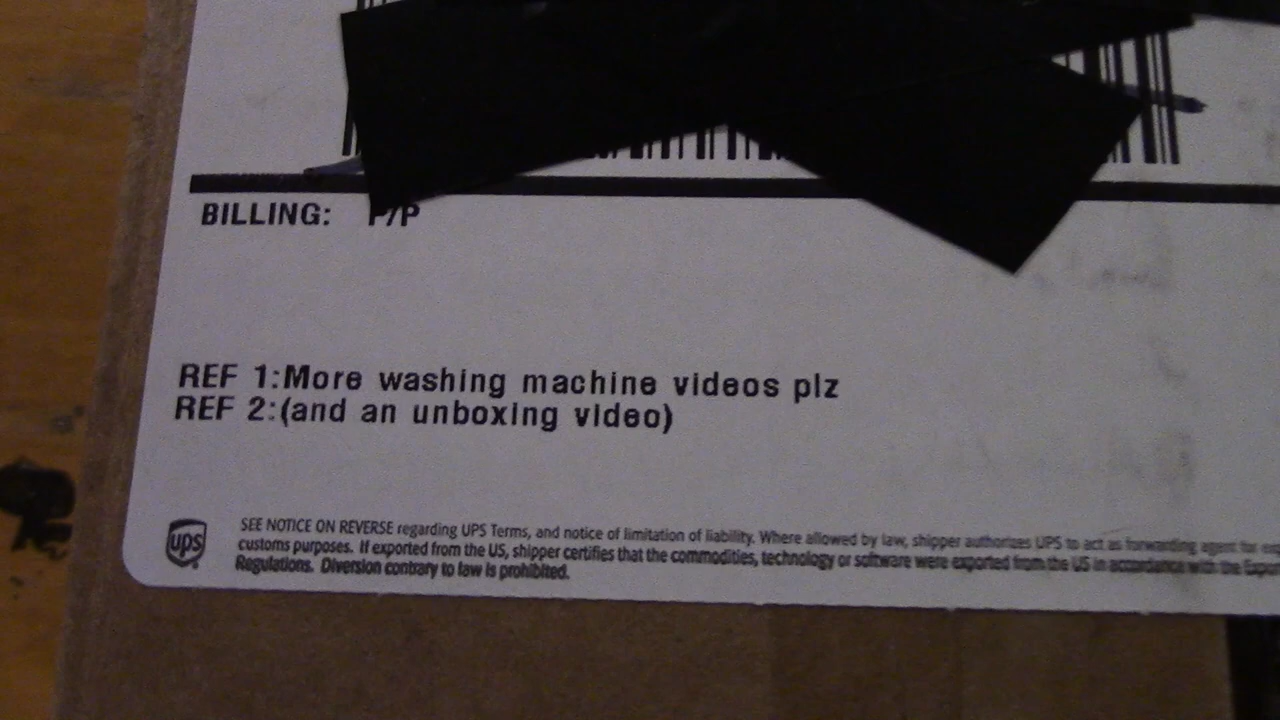 BILLING: P/P
REF 1:More washing machine videos plz
REF 2:(and an unboxing video)
ups
SEE NOTICE ON REVERSE regarding UPS Terms, and notice of limitation of liability. Where allowed by law, shipper authorizes UPS to act as forwarding agent for
customs purposes. If exported from the US, shipper certifies that the commodities, technology or software were exported from the US in accordance with the Export
Regulations. Diversion contrary to law is prohibited.